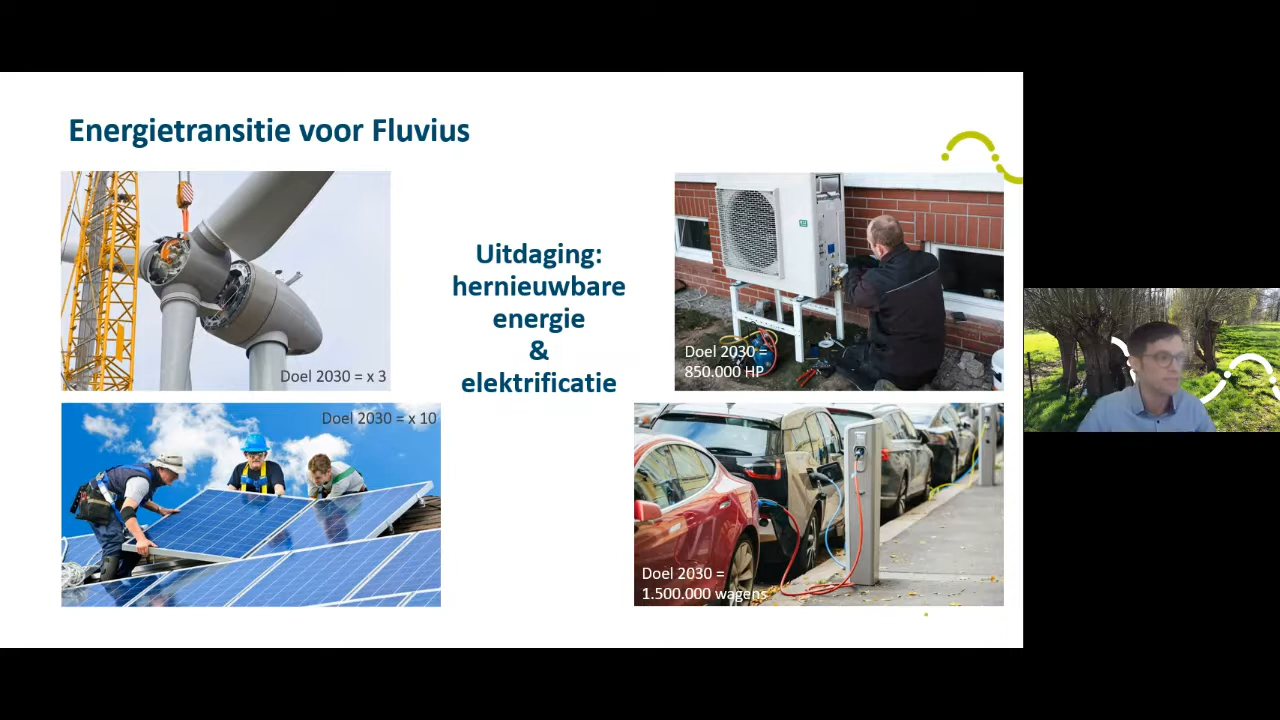 Energietransitie voor Fluvius
Doel 2030 = x 3
Uitdaging:
hernieuwbare
energie
&
elektrificatie
Doel 2030 =
850.000 HP
Doel 2030 = x 10
Doel 2030 =
1.500.000 wagens